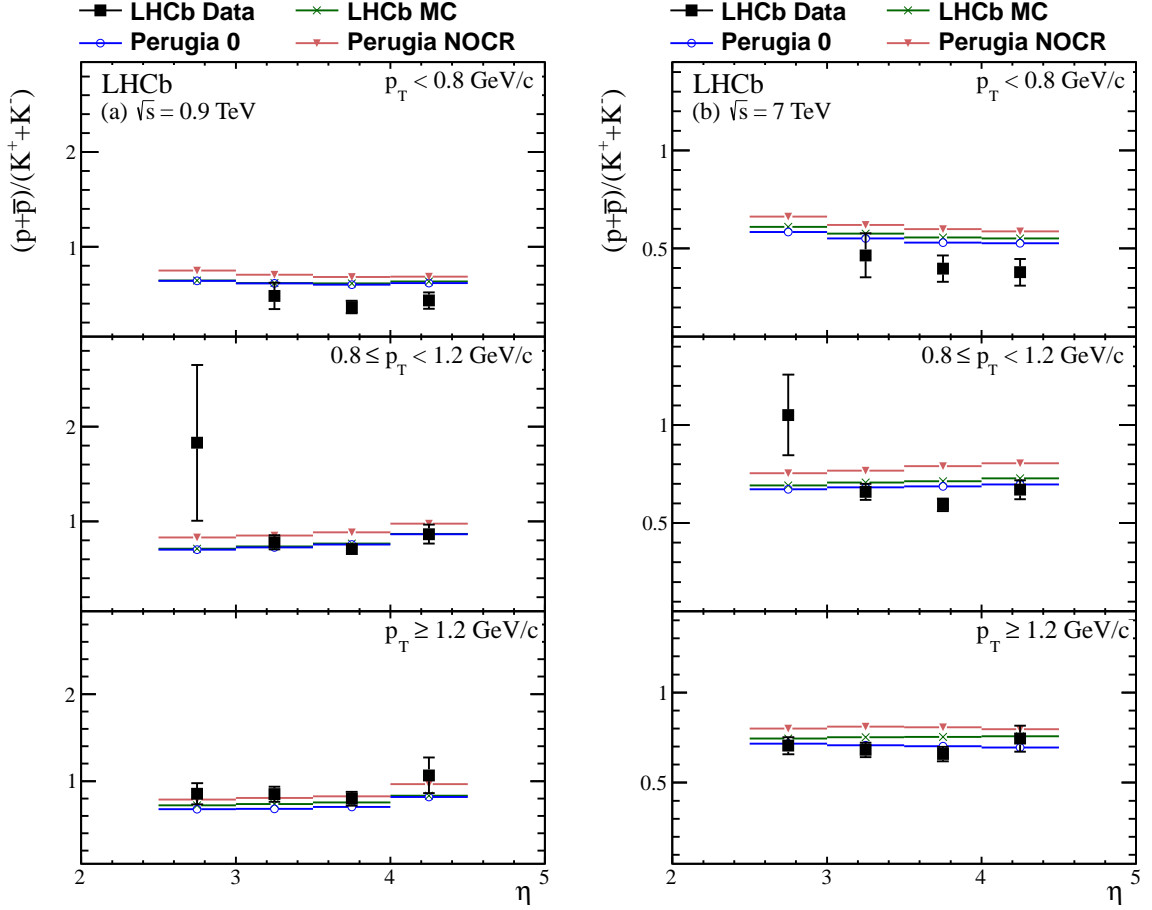 LHCb Data
LHCb MC
Perugia 0
Perugia NOCR
LHCb Data
LHCb MC
Perugia 0
Perugia NOCR
(p+p̅)/(K⁺+K⁻)
LHCb
p_T < 0.8 GeV/c
(a) √s = 0.9 TeV
2
1
0.8 ≤ p_T < 1.2 GeV/c
2
1
p_T ≥ 1.2 GeV/c
2
1
2 3 4 5
η
(p+p̅)/(K⁺+K⁻)
LHCb
p_T < 0.8 GeV/c
(b) √s = 7 TeV
1
0.5
0.8 ≤ p_T < 1.2 GeV/c
1
0.5
p_T ≥ 1.2 GeV/c
1
0.5
2 3 4 5
η